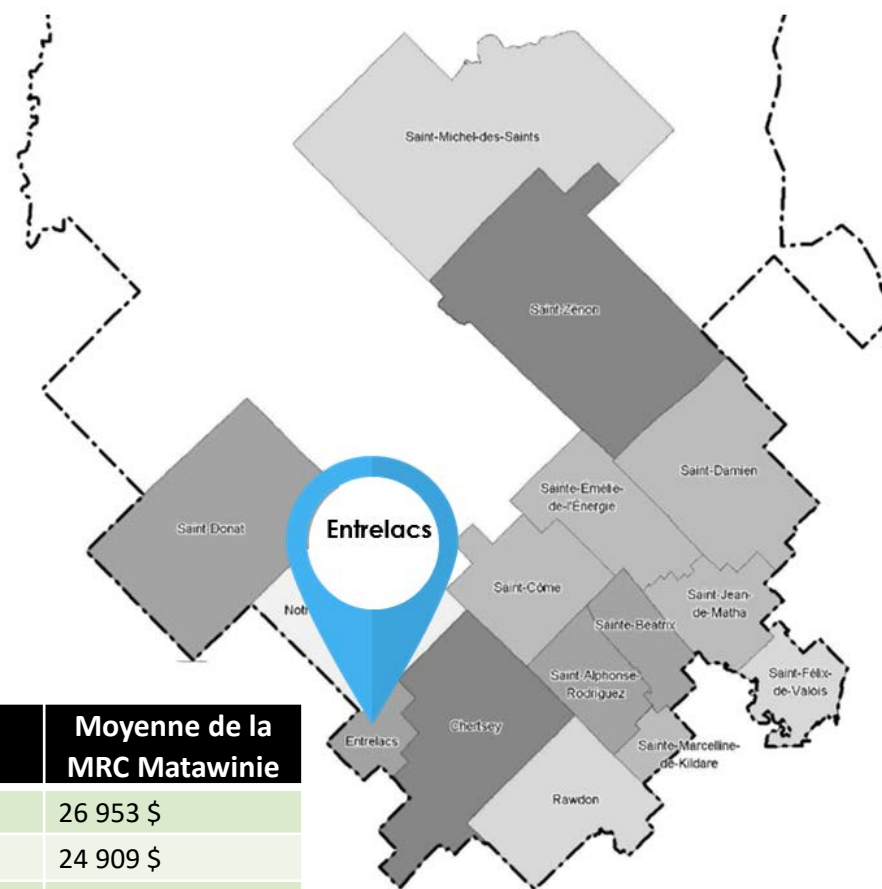 Saint-Michel-des-Saints
Saint-Zénon
Saint-Damien
Sainte-Émélie-
de-l'Énergie
Saint-Donat
Entrelacs
Saint-Côme
Saint-Jean-
de-Matha
Notr
Sainte-Beatrix
Saint-Alphonse-
Rodriguez
Saint-Félix-
de-Valois
Chertsey
Entrelacs
Sainte-Marcelline-
de-Kildare
Rawdon
Moyenne de la
MRC Matawinie
26 953 $
24 909 $